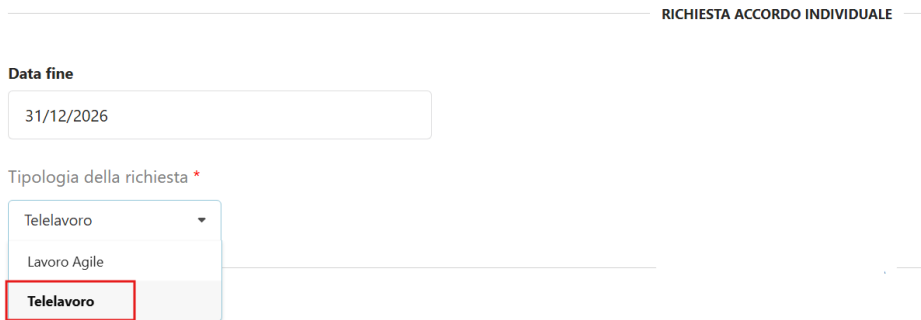 RICHIESTA ACCORDO INDIVIDUALE
Data fine
31/12/2026
Tipologia della richiesta *
Telelavoro
Lavoro Agile
Telelavoro